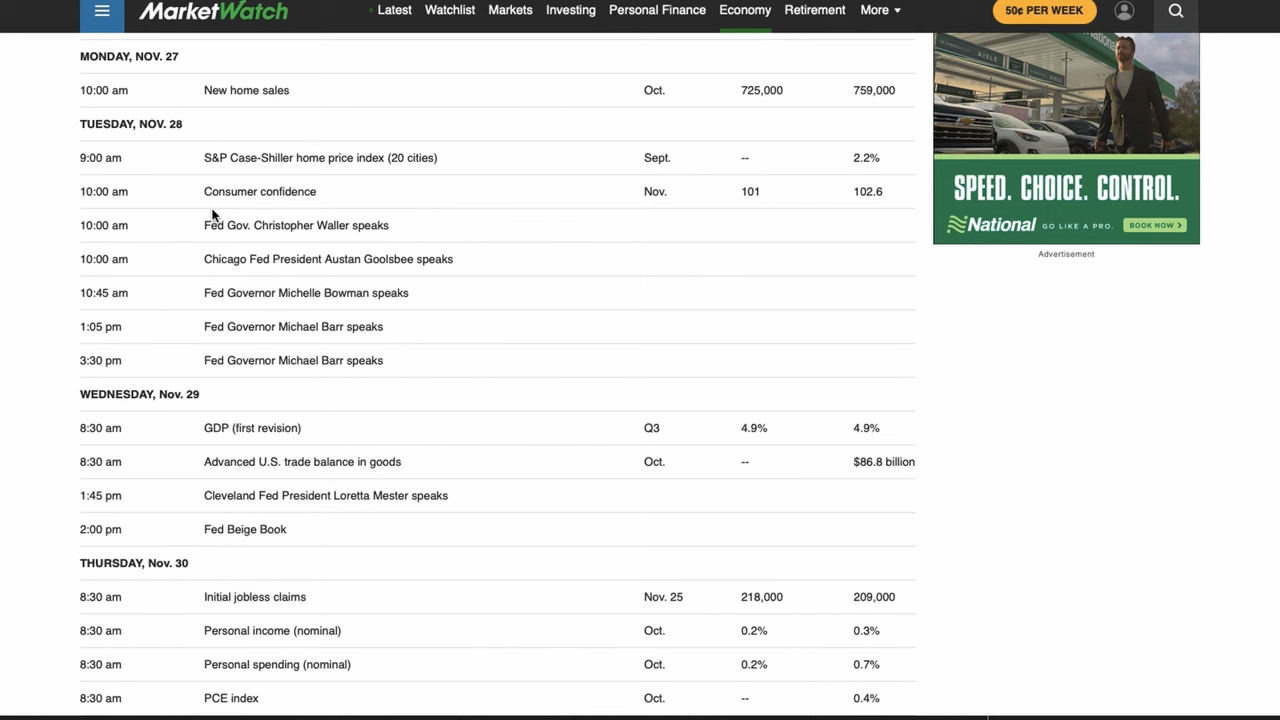 MarketWatch Latest Watchlist Markets Investing Personal Finance Economy Retirement More 50¢ PER WEEK
MONDAY, NOV. 27
10:00 am New home sales Oct. 725,000 759,000
TUESDAY, NOV. 28
9:00 am S&P Case-Shiller home price index (20 cities) Sept. -- 2.2%
10:00 am Consumer confidence Nov. 101 102.6
10:00 am Fed Gov. Christopher Waller speaks
10:00 am Chicago Fed President Austan Goolsbee speaks
10:45 am Fed Governor Michelle Bowman speaks
1:05 pm Fed Governor Michael Barr speaks
3:30 pm Fed Governor Michael Barr speaks
WEDNESDAY, Nov. 29
8:30 am GDP (first revision) Q3 4.9% 4.9%
8:30 am Advanced U.S. trade balance in goods Oct. -- $86.8 billion
1:45 pm Cleveland Fed President Loretta Mester speaks
2:00 pm Fed Beige Book
THURSDAY, Nov. 30
8:30 am Initial jobless claims Nov. 25 218,000 209,000
8:30 am Personal income (nominal) Oct. 0.2% 0.3%
8:30 am Personal spending (nominal) Oct. 0.2% 0.7%
8:30 am PCE index Oct. -- 0.4%
AISLE
SPEED. CHOICE. CONTROL.
National GO LIKE A PRO. BOOK NOW >
Advertisement